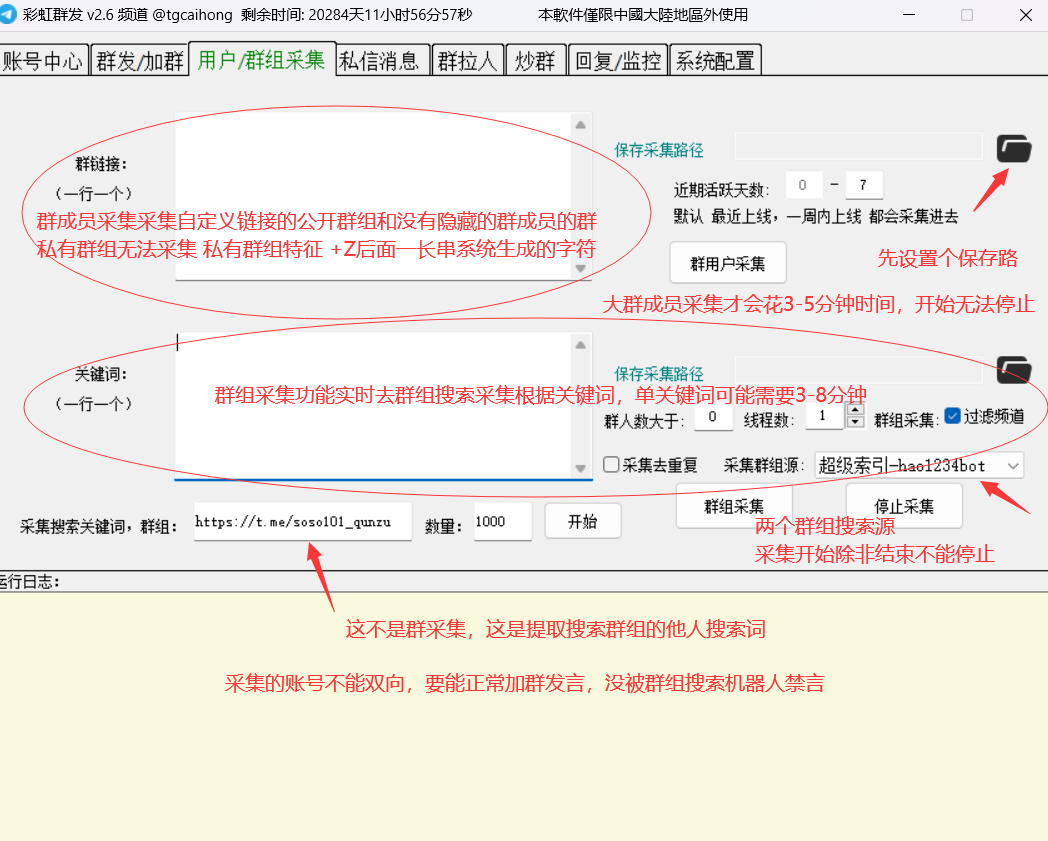 彩虹群发 v2.6 频道 @tgcaihong 剩余时间: 20284天11小时56分57秒 本軟件僅限中國大陸地區外使用
账号中心 群发/加群 用户/群组采集 私信消息 群拉人 炒群 回复/监控 系统配置
群链接:
（一行一个）
群成员采集采集自定义链接的公开群组和没有隐藏的群成员的群
私有群组无法采集 私有群组特征 +Z后面一长串系统生成的字符
保存采集路径
近期活跃天数: 0 - 7
默认 最近上线，一周内上线 都会采集进去
群用户采集
先设置个保存路
大群成员采集才会花3-5分钟时间，开始无法停止
关键词:
（一行一个）
群组采集功能实时去群组搜索采集根据关键词，单关键词可能需要3-8分钟
保存采集路径
群人数大于: 0 线程数: 1 群组采集: 过滤频道
采集去重复 采集群组源: 超级索引-hao1234bot
群组采集 停止采集
两个群组搜索源
采集开始除非结束不能停止
采集搜索关键词，群组: https://t.me/soso101_qunzu 数量: 1000 开始
运行日志:
这不是群采集，这是提取搜索群组的他人搜索词
采集的账号不能双向，要能正常加群发言，没被群组搜索机器人禁言